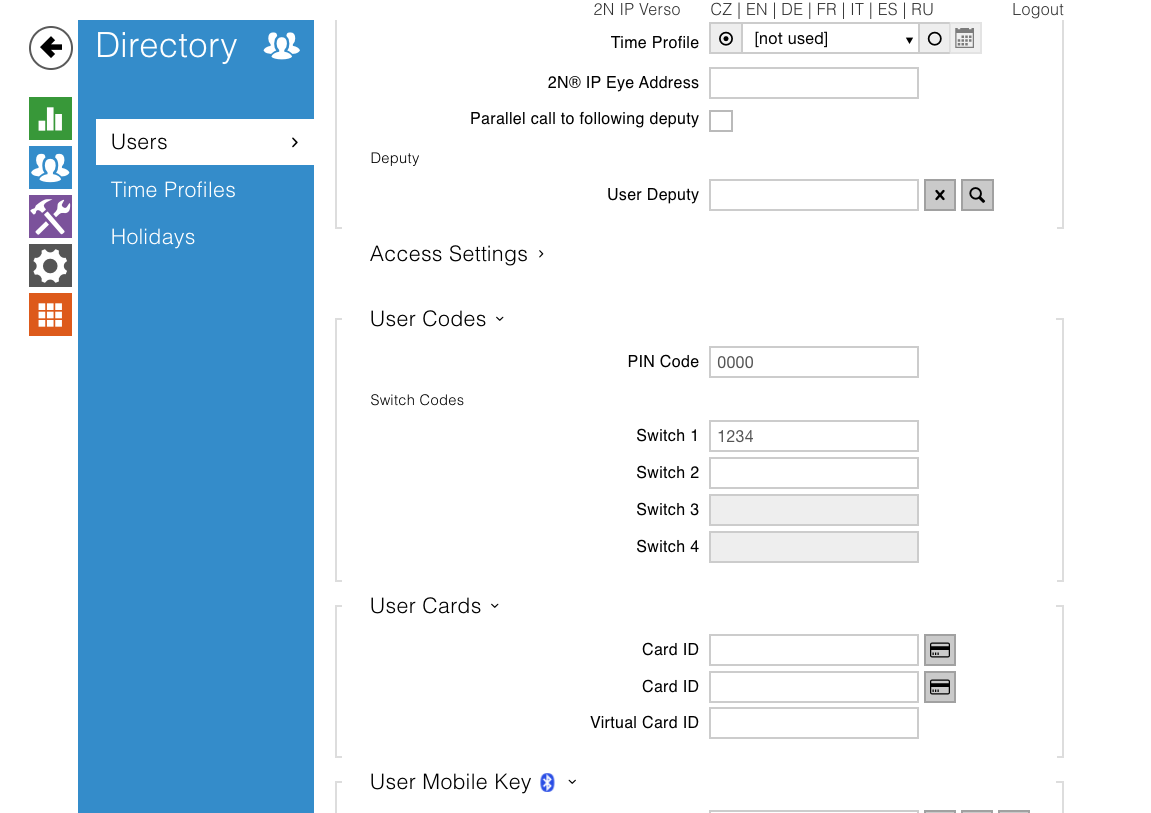 2N IP Verso CZ | EN | DE | FR | IT | ES | RU Logout
Directory
Users
Time Profiles
Holidays
Time Profile [not used]
2N® IP Eye Address
Parallel call to following deputy
Deputy
User Deputy
Access Settings
User Codes
PIN Code 0000
Switch Codes
Switch 1 1234
Switch 2
Switch 3
Switch 4
User Cards
Card ID
Card ID
Virtual Card ID
User Mobile Key